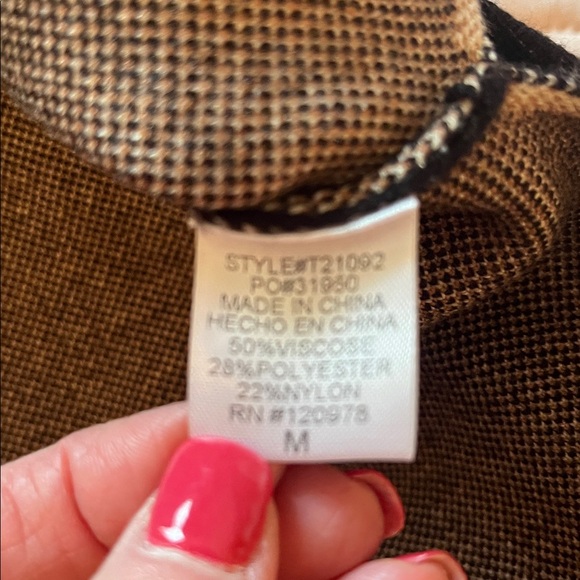 STYLE#T21092
PO#31950
MADE IN CHINA
HECHO EN CHINA
50%VISCOSE
28%POLYESTER
22%NYLON
RN #120978
M